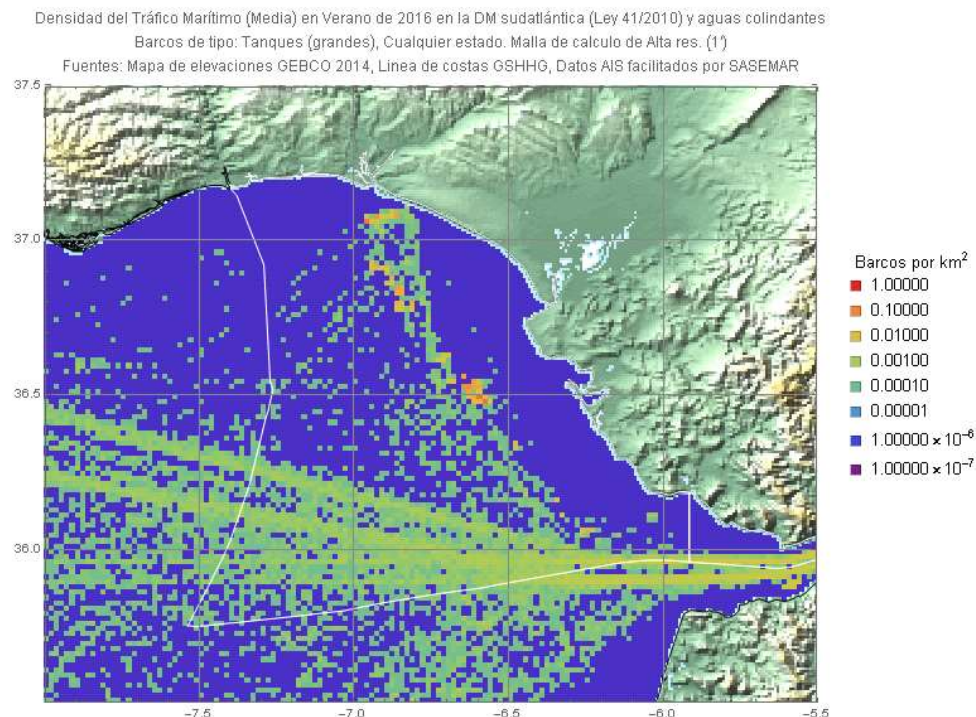 Densidad del Tráfico Marítimo (Media) en Verano de 2016 en la DM sudatlántica (Ley 41/2010) y aguas colindantes
Barcos de tipo: Tanques (grandes), Cualquier estado. Malla de calculo de Alta res. (1')
Fuentes: Mapa de elevaciones GEBCO 2014, Linea de costas GSHHG, Datos AIS facilitados por SASEMAR
37.5
37.0
36.5
36.0
-7.5
-7.0
-6.5
-6.0
-5.5
Barcos por km²
1.00000
0.10000
0.01000
0.00100
0.00010
0.00001
1.00000 × 10⁻⁶
1.00000 × 10⁻⁷